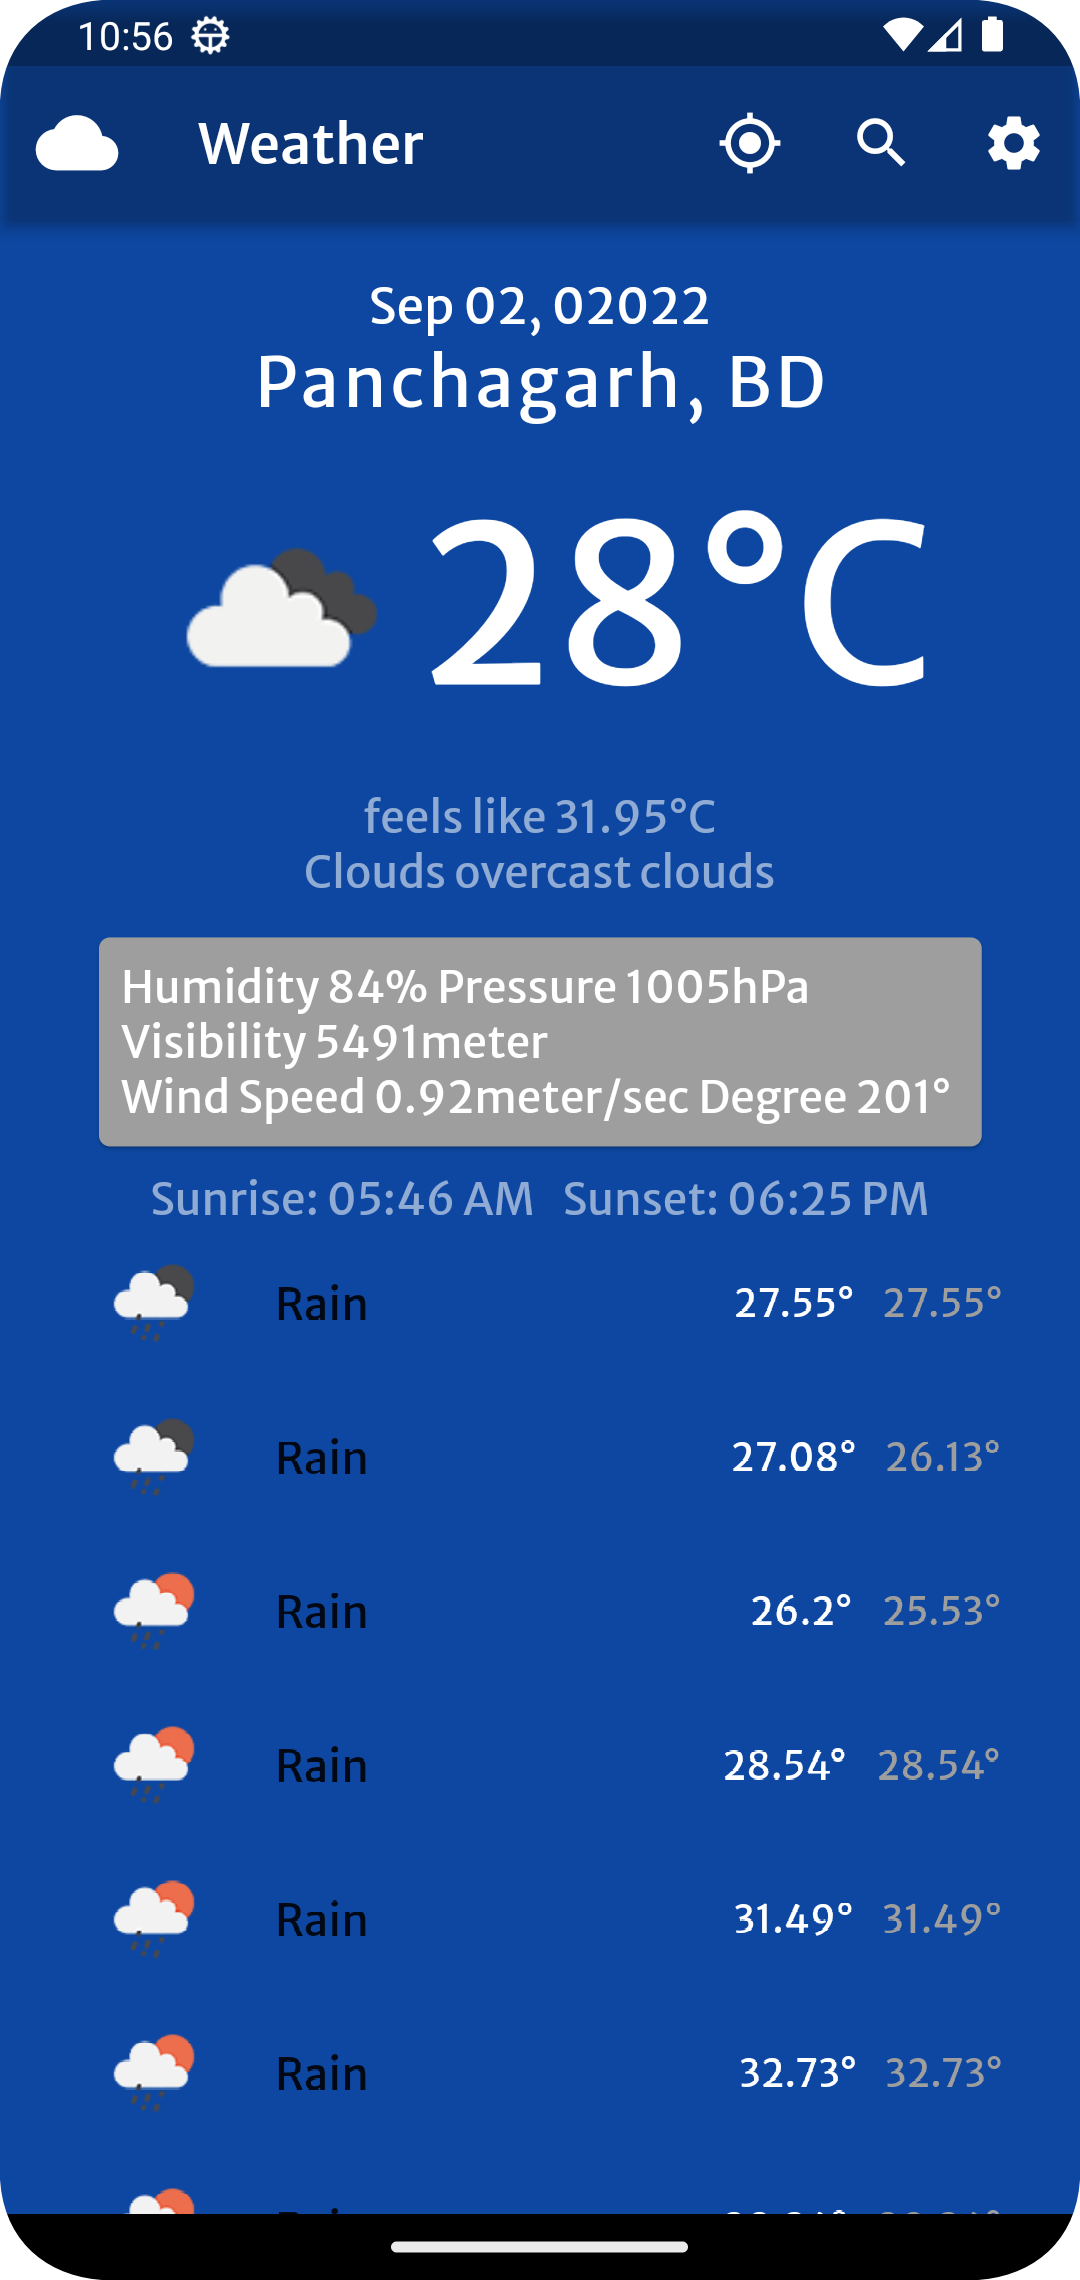 10:56
Weather
Sep 02, 02022
Panchagarh, BD
28°C
feels like 31.95°C
Clouds overcast clouds
Humidity 84% Pressure 1005hPa
Visibility 5491meter
Wind Speed 0.92meter/sec Degree 201°
Sunrise: 05:46 AM Sunset: 06:25 PM
Rain 27.55° 27.55°
Rain 27.08° 26.13°
Rain 26.2° 25.53°
Rain 28.54° 28.54°
Rain 31.49° 31.49°
Rain 32.73° 32.73°